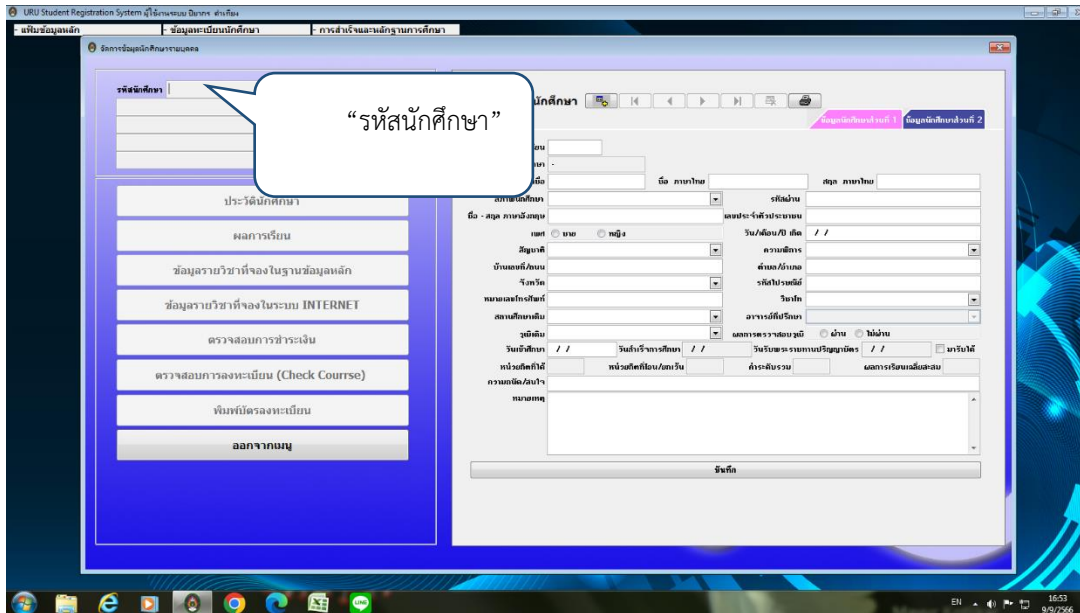 URU Student Registration System ผู้ใช้งานระบบ ปิยากร ดำเทียม
- แฟ้มข้อมูลหลัก - ข้อมูลทะเบียนนักศึกษา - การสำเร็จและหลักฐานการศึกษา
จัดการข้อมูลนักศึกษารายบุคคล
รหัสนักศึกษา
“รหัสนักศึกษา”
นักศึกษา
ข้อมูลนักศึกษาส่วนที่ 1 ข้อมูลนักศึกษาส่วนที่ 2
ชื่อ ภาษาไทย สกุล ภาษาไทย
สภาพนักศึกษา รหัสผ่าน
ชื่อ - สกุล ภาษาอังกฤษ เลขประจำตัวประชาชน
เพศ ชาย หญิง วัน/เดือน/ปี เกิด / /
สัญชาติ ความพิการ
บ้านเลขที่/ถนน ตำบล/อำเภอ
จังหวัด รหัสไปรษณีย์
หมายเลขโทรศัพท์ วิชาโท
สถานศึกษาเดิม อาจารย์ที่ปรึกษา
วุฒิเดิม ผลการตรวจสอบวุฒิ ผ่าน ไม่ผ่าน
วันเข้าศึกษา / / วันสำเร็จการศึกษา / / วันรับพระราชทานปริญญาบัตร / / มารับได้
หน่วยกิตที่ได้ หน่วยกิตที่โอน/ยกเว้น ค่าระดับรวม ผลการเรียนเฉลี่ยสะสม
ความถนัด/สนใจ
หมายเหตุ
บันทึก
ประวัตินักศึกษา
ผลการเรียน
ข้อมูลรายวิชาที่จองในฐานข้อมูลหลัก
ข้อมูลรายวิชาที่จองในระบบ INTERNET
ตรวจสอบการชำระเงิน
ตรวจสอบการลงทะเบียน (Check Courrse)
พิมพ์บัตรลงทะเบียน
ออกจากเมนู
EN
16:53
9/9/2566